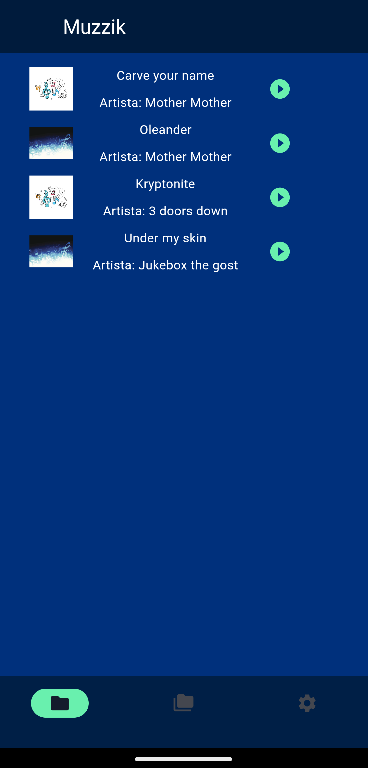 Muzzik
Carve your name
Artista: Mother Mother
Oleander
Artista: Mother Mother
Kryptonite
Artista: 3 doors down
Under my skin
Artista: Jukebox the gost